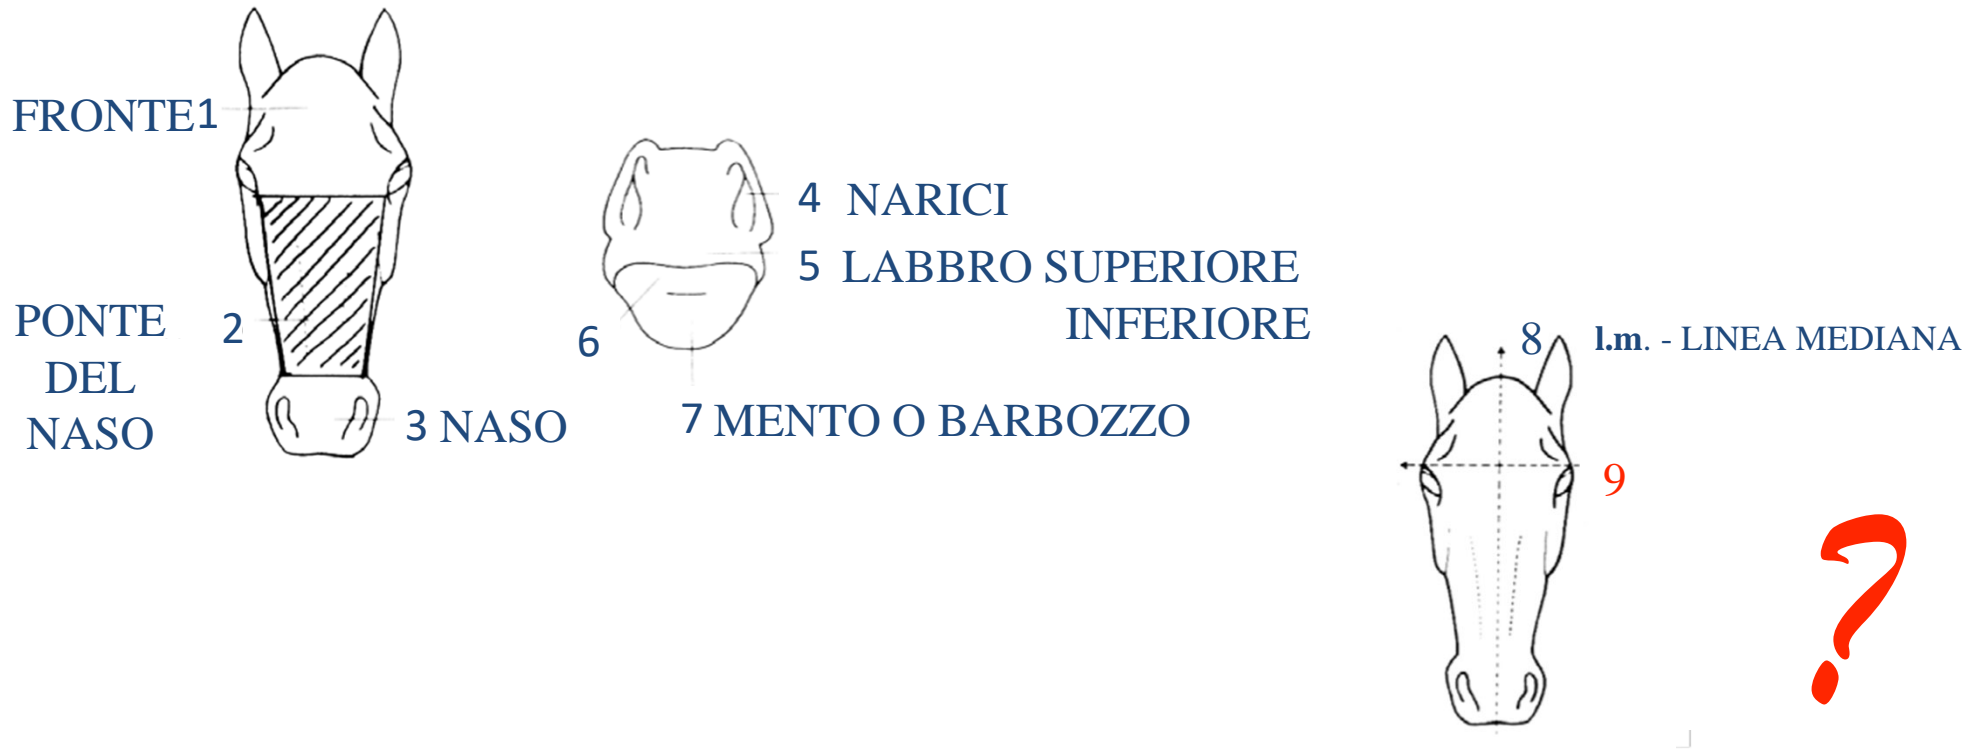 FRONTE1
PONTE 2
DEL
NASO
3 NASO
4 NARICI
5 LABBRO SUPERIORE
INFERIORE
6
7 MENTO O BARBOZZO
8 l.m. - LINEA MEDIANA
9
?